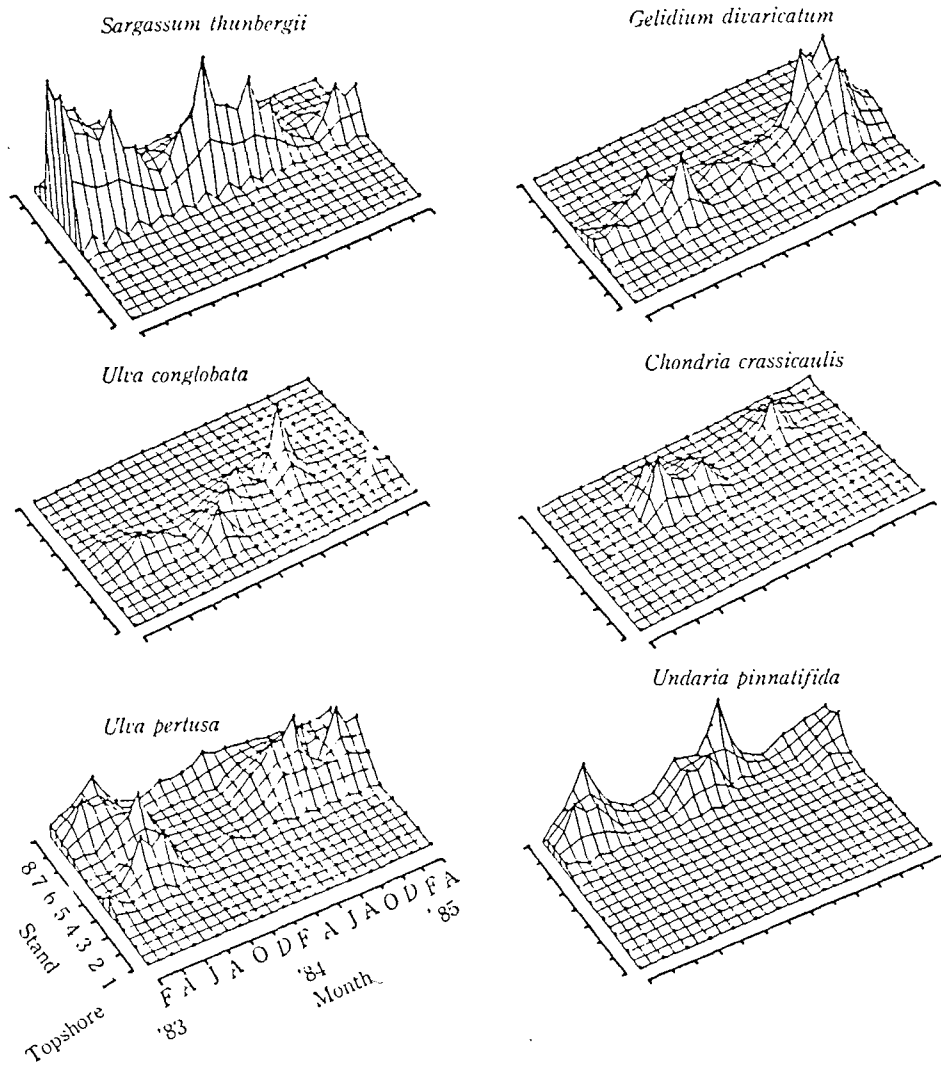 Sargassum thunbergii
Gelidium divaricatum
Ulva conglobata
Chondria crassicaulis
Ulva pertusa
Undaria pinnatifida
8 7 6 5 4 3 2 1
Stand
Topshore
F A J A O D F A J A O D F A
'83 '84 '85
Month